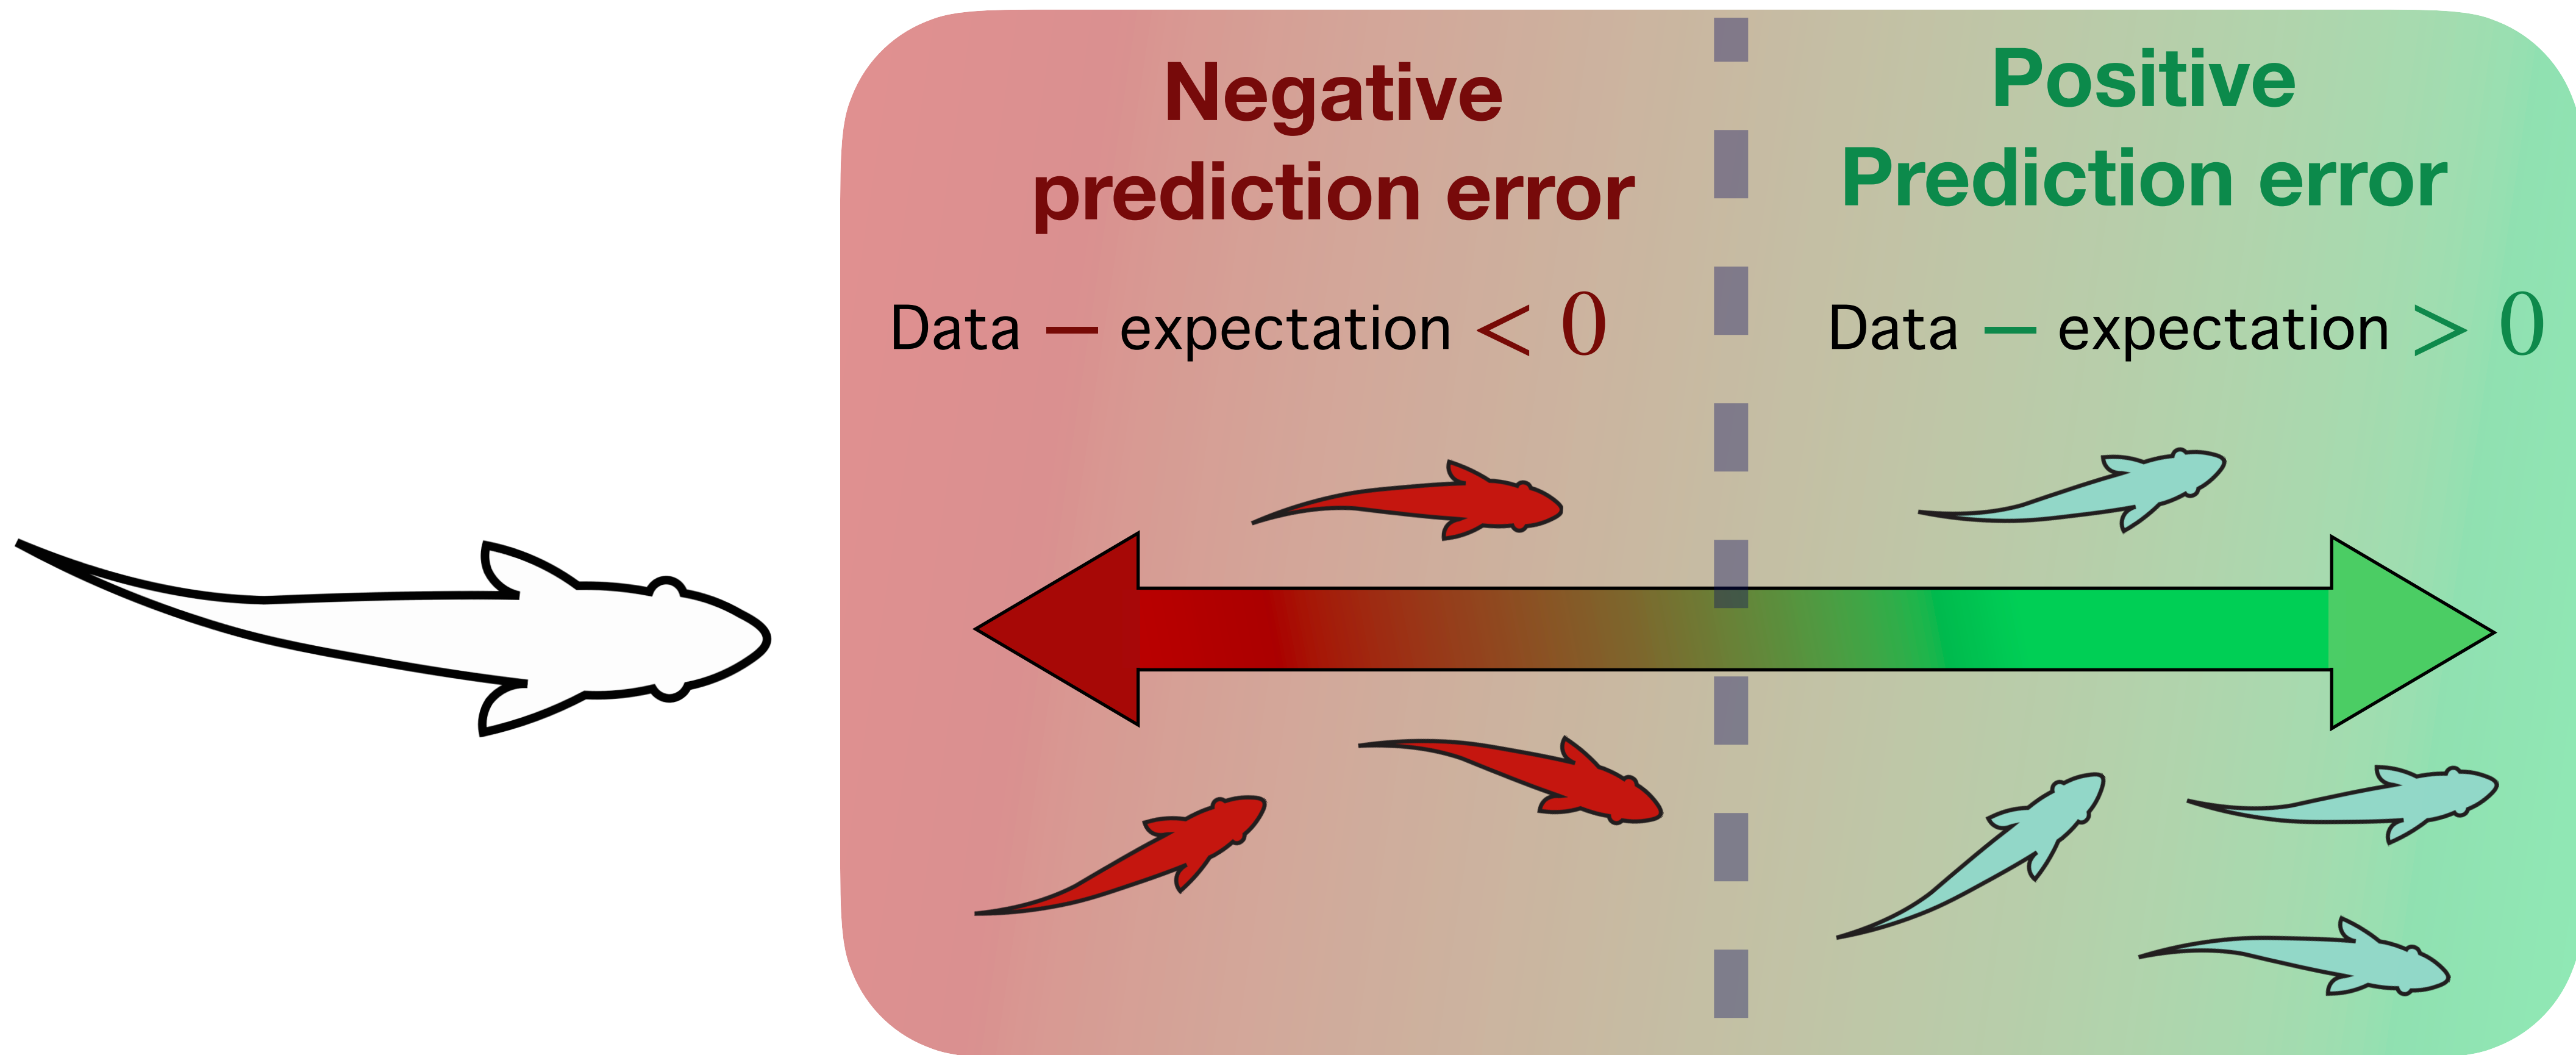 Negative
prediction error
Data — expectation < 0
Positive
Prediction error
Data — expectation > 0